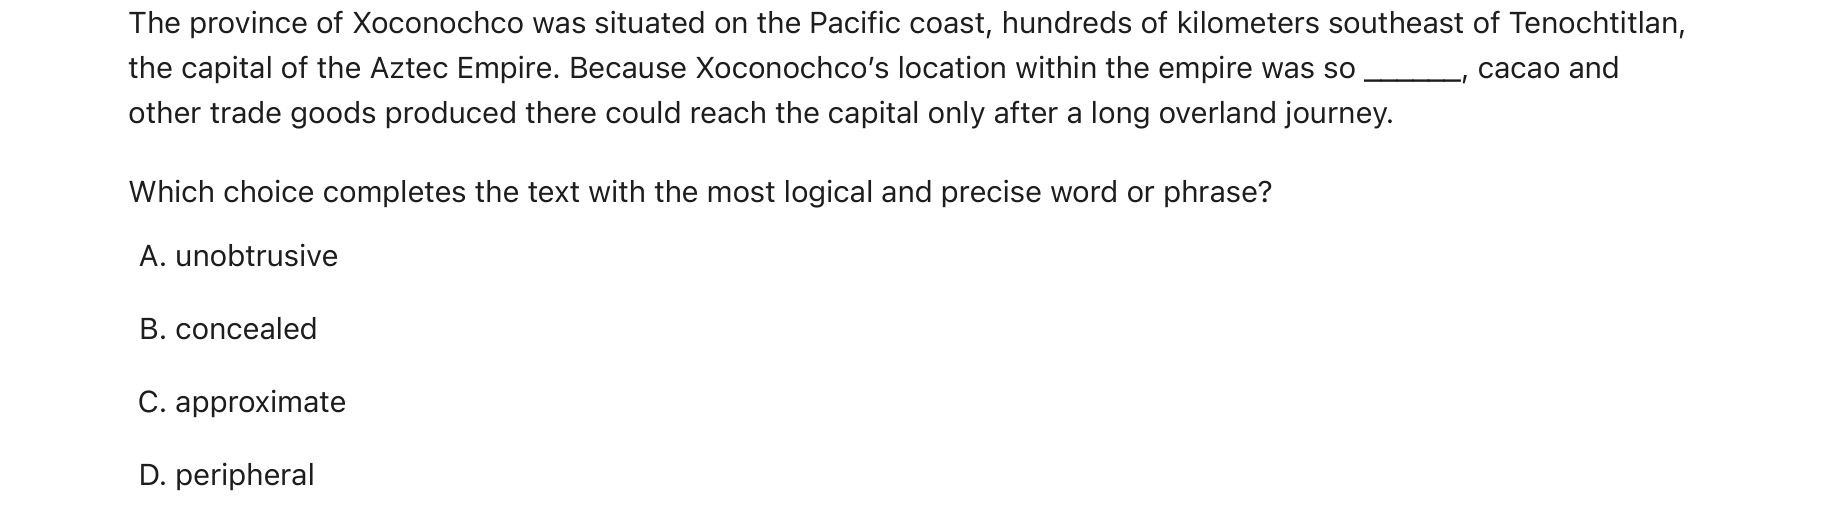 The province of Xoconochco was situated on the Pacific coast, hundreds of kilometers southeast of Tenochtitlan,
the capital of the Aztec Empire. Because Xoconochco’s location within the empire was so ______, cacao and
other trade goods produced there could reach the capital only after a long overland journey.
Which choice completes the text with the most logical and precise word or phrase?
A. unobtrusive
B. concealed
C. approximate
D. peripheral